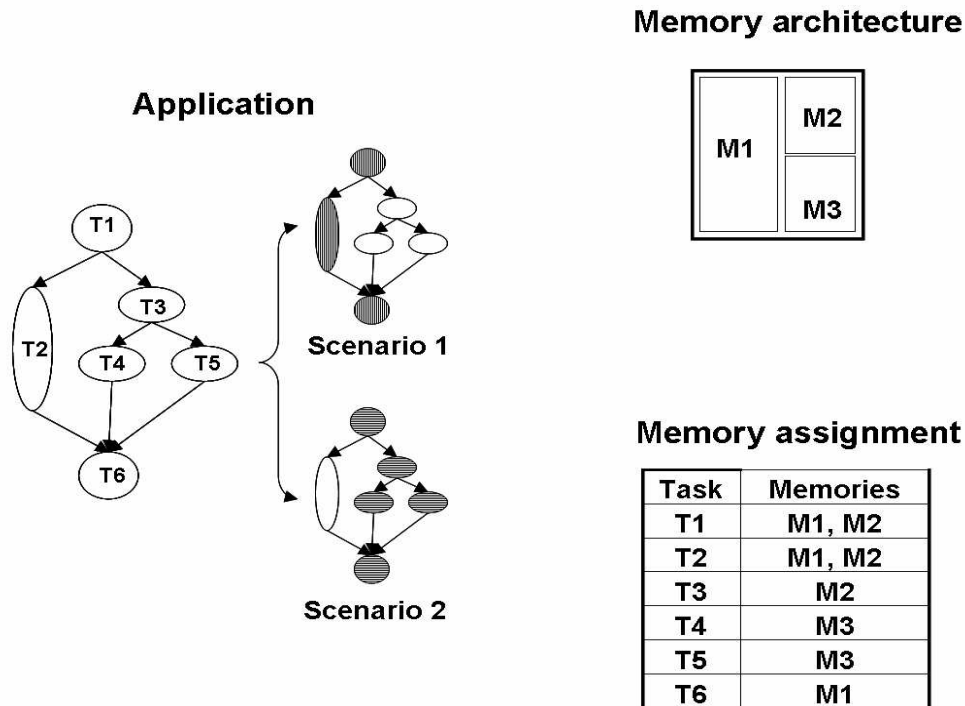 Memory architecture
M1
M2
M3
Application
T1
T3
T2
T4
T5
T6
Scenario 1
Scenario 2
Memory assignment
Task Memories
T1 M1, M2
T2 M1, M2
T3 M2
T4 M3
T5 M3
T6 M1